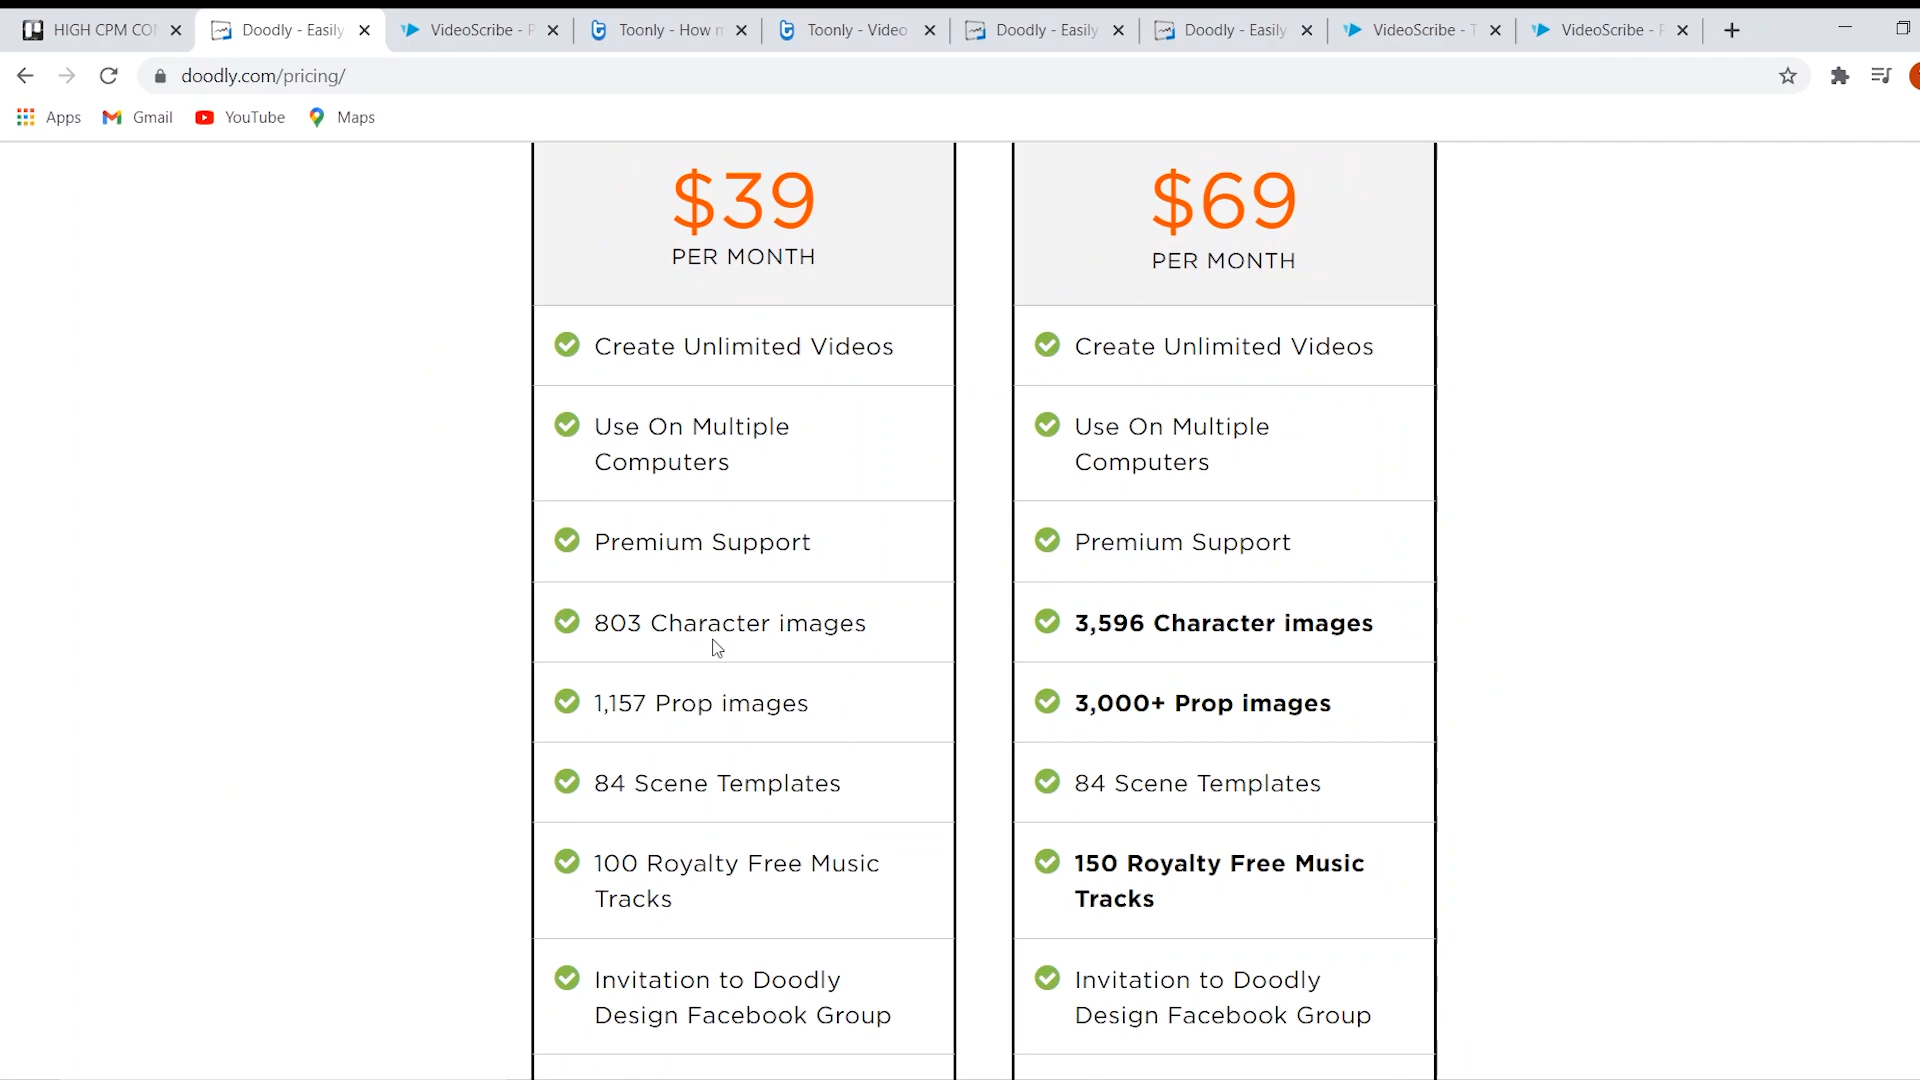 HIGH CPM CON
Doodly - Easily
VideoScribe - P
Toonly - How m
Toonly - Video
Doodly - Easily
Doodly - Easily
VideoScribe - T
VideoScribe - P
doodly.com/pricing/
Apps
Gmail
YouTube
Maps
$39
PER MONTH
Create Unlimited Videos
Use On Multiple
Computers
Premium Support
803 Character images
1,157 Prop images
84 Scene Templates
100 Royalty Free Music
Tracks
Invitation to Doodly
Design Facebook Group
$69
PER MONTH
Create Unlimited Videos
Use On Multiple
Computers
Premium Support
3,596 Character images
3,000+ Prop images
84 Scene Templates
150 Royalty Free Music
Tracks
Invitation to Doodly
Design Facebook Group